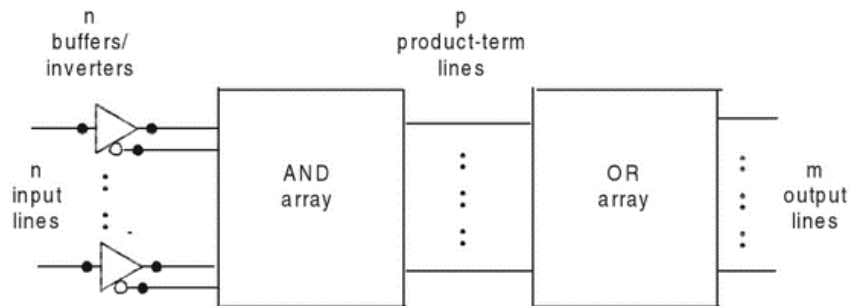 n
buffers/
inverters
p
product-term
lines
n
input
lines
AND
array
OR
array
m
output
lines